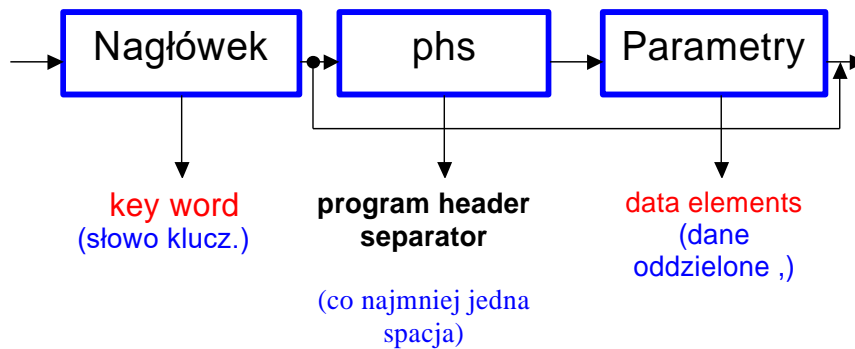 Nagłówek
phs
Parametry
key word
(słowo klucz.)
program header
separator
(co najmniej jedna
spacja)
data elements
(dane
oddzielone ,)